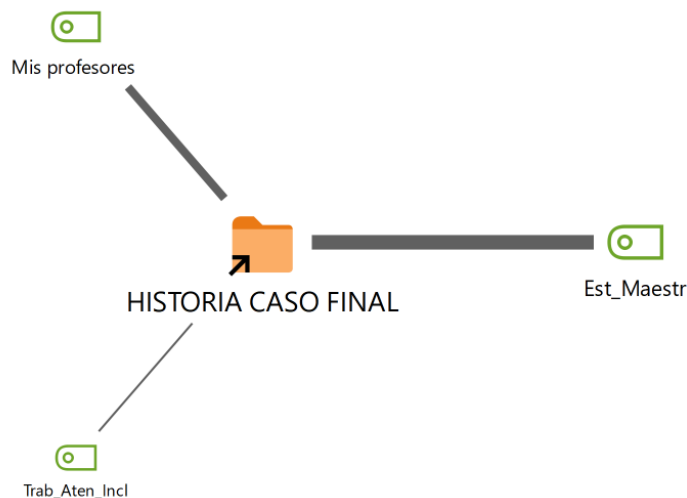 Mis profesores
HISTORIA CASO FINAL
Est_Maestr
Trab_Aten_Incl